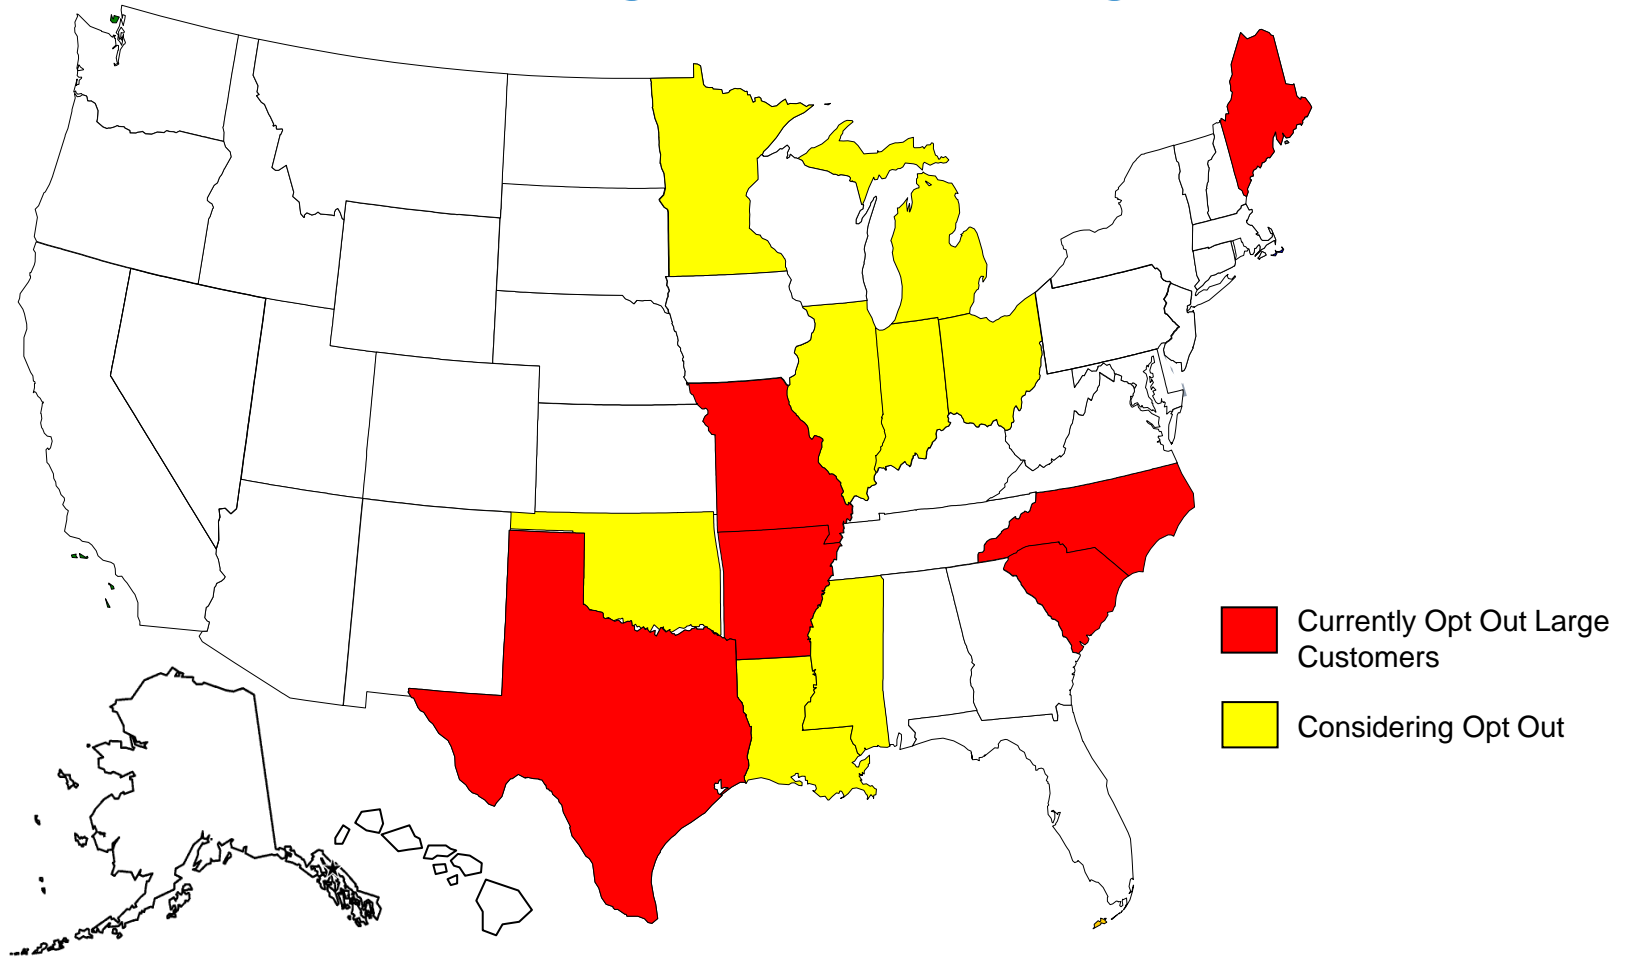 Currently Opt Out Large
Customers
Considering Opt Out